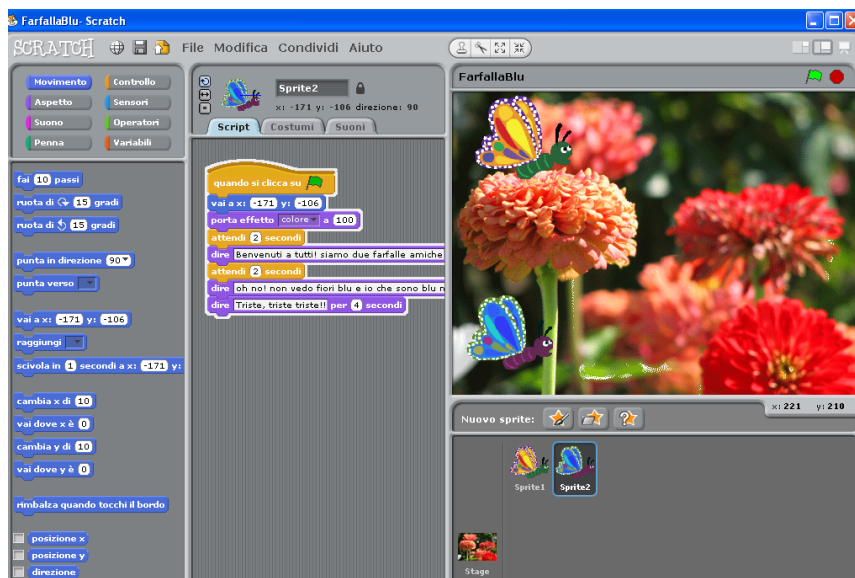 FarfallaBlu- Scratch
SCRATCH File Modifica Condividi Aiuto
Movimento Controllo
Aspetto Sensori
Suono Operatori
Penna Variabili
fai 10 passi
ruota di 15 gradi
ruota di 15 gradi
punta in direzione 90
punta verso
vai a x: -171 y: -106
raggiungi
scivola in 1 secondi a x: -171 y:
cambia x di 10
vai dove x è 0
cambia y di 10
vai dove y è 0
rimbalza quando tocchi il bordo
posizione x
posizione y
direzione
Sprite2
x: -171 y: -106 direzione: 90
Script Costumi Suoni
quando si clicca su
vai a x: -171 y: -106
porta effetto colore a 100
attendi 2 secondi
dire Benvenuti a tutti! siamo due farfalle amiche
attendi 2 secondi
dire oh no! non vedo fiori blu e io che sono blu n
dire Triste, triste triste!! per 4 secondi
FarfallaBlu
x: 221 y: 210
Nuovo sprite:
Sprite1 Sprite2
Stage